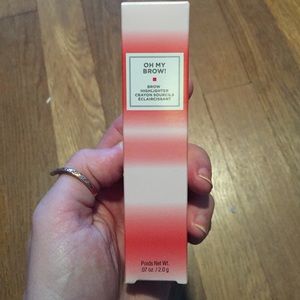 OH MY
BROW!
BROW
HIGHLIGHTER
CRAYON SOURCILS
ÉCLAIRCISSANT
Poids Net Wt.
.07 oz / 2.0 g